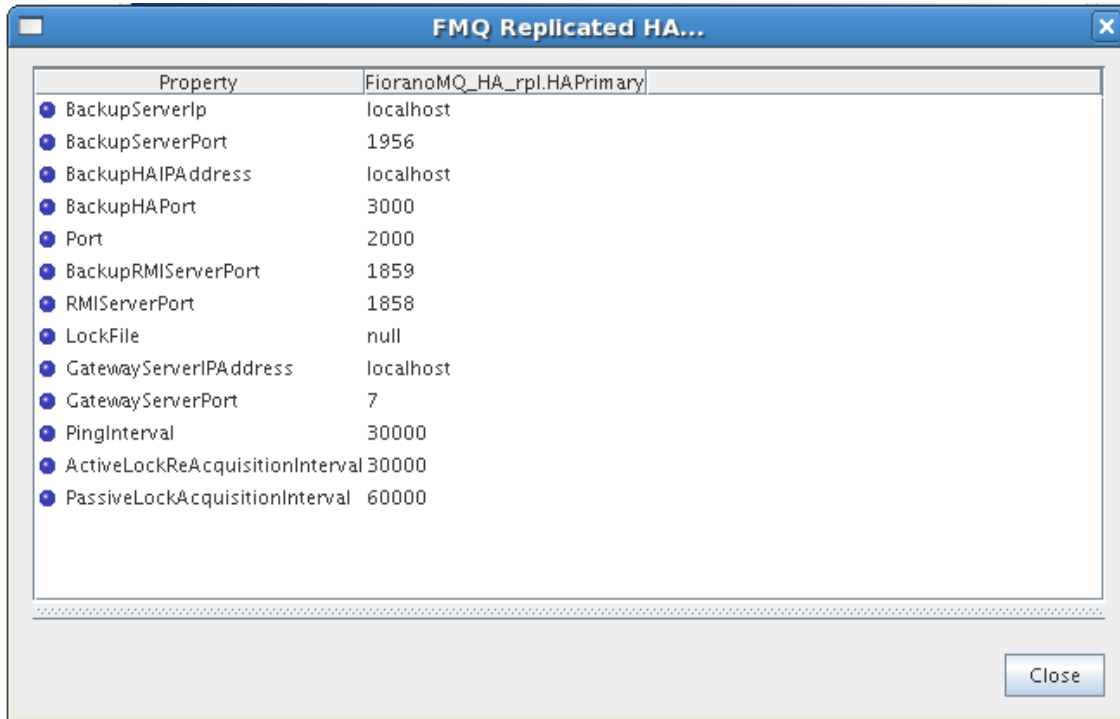 FMQ Replicated HA...
Property FioranoMQ_HA_rpl.HAPrimary
BackupServerIp localhost
BackupServerPort 1956
BackupHAIPAddress localhost
BackupHAPort 3000
Port 2000
BackupRMIServerPort 1859
RMIServerPort 1858
LockFile null
GatewayServerIPAddress localhost
GatewayServerPort 7
PingInterval 30000
ActiveLockReAcquisitionInterval 30000
PassiveLockAcquisitionInterval 60000
Close